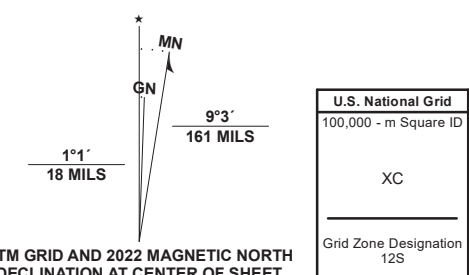 ★
MN
GN
9°3´
161 MILS
1°1´
18 MILS
TM GRID AND 2022 MAGNETIC NORTH
DECLINATION AT CENTER OF SHEET
U.S. National Grid
100,000 - m Square ID
XC
Grid Zone Designation
12S